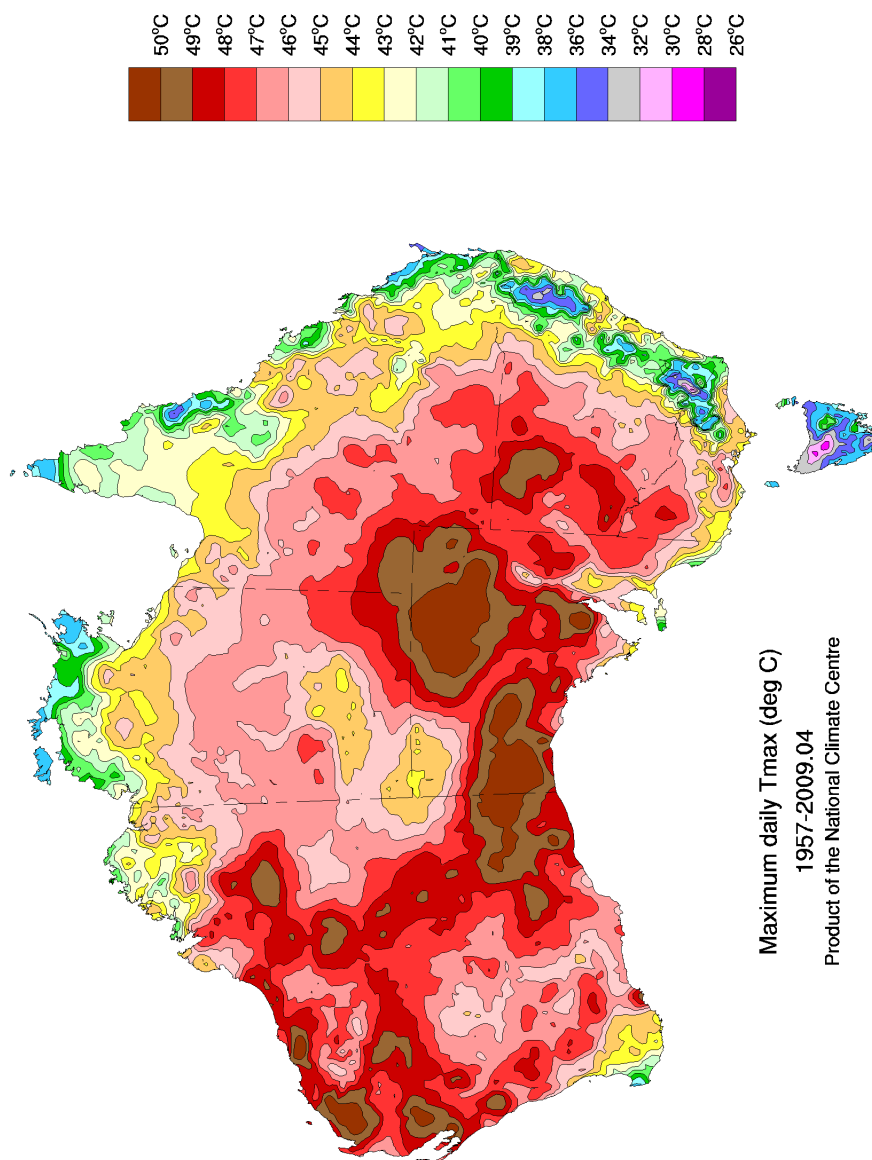 50°C
49°C
48°C
47°C
46°C
45°C
44°C
43°C
42°C
41°C
40°C
39°C
38°C
36°C
34°C
32°C
30°C
28°C
26°C
Maximum daily Tmax (deg C)
1957-2009.04
Product of the National Climate Centre